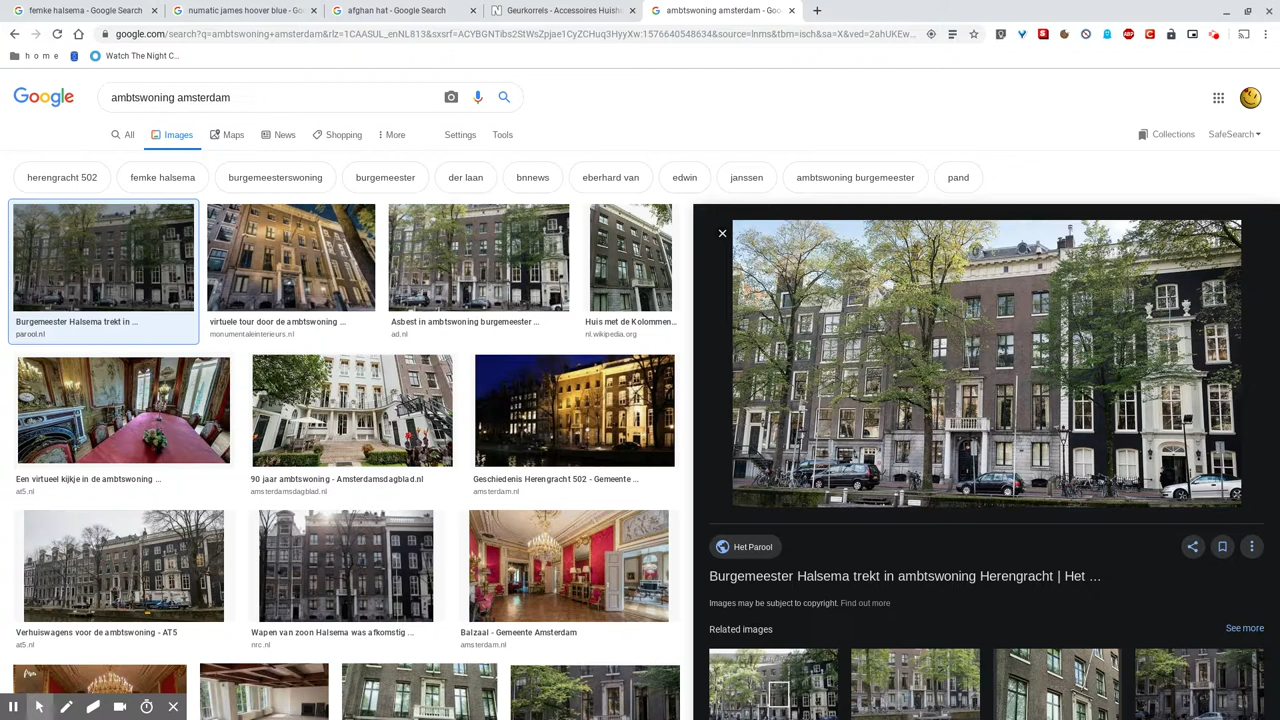 femke halsema - Google Search
numatic james hoover blue - Goo
afghan hat - Google Search
Geurkorrels - Accessoires Huish
ambtswoning amsterdam - Goo
google.com/search?q=ambtswoning+amsterdam&rlz=1CAASUL_enNL813&sxsrf=ACYBGNTibs2StWsZpjae1CyZCHuq3HyyXw:1576640548634&source=lnms&tbm=isch&sa=X&ved=2ahUKEw...
home
Watch The Night C...
Google
ambtswoning amsterdam
All
Images
Maps
News
Shopping
More
Settings
Tools
Collections
SafeSearch
herengracht 502
femke halsema
burgemeesterswoning
burgemeester
der laan
bnnews
eberhard van
edwin
janssen
ambtswoning burgemeester
pand
Burgemeester Halsema trekt in ...
parool.nl
virtuele tour door de ambtswoning ...
monumentaleinterieurs.nl
Asbest in ambtswoning burgemeester ...
ad.nl
Huis met de Kolommen...
nl.wikipedia.org
Een virtueel kijkje in de ambtswoning ...
at5.nl
90 jaar ambtswoning - Amsterdamsdagblad.nl
amsterdamsdagblad.nl
Geschiedenis Herengracht 502 - Gemeente ...
amsterdam.nl
Verhuiswagens voor de ambtswoning - AT5
at5.nl
Wapen van zoon Halsema was afkomstig ...
nrc.nl
Balzaal - Gemeente Amsterdam
amsterdam.nl
Het Parool
Burgemeester Halsema trekt in ambtswoning Herengracht | Het ...
Images may be subject to copyright. Find out more
Related images
See more